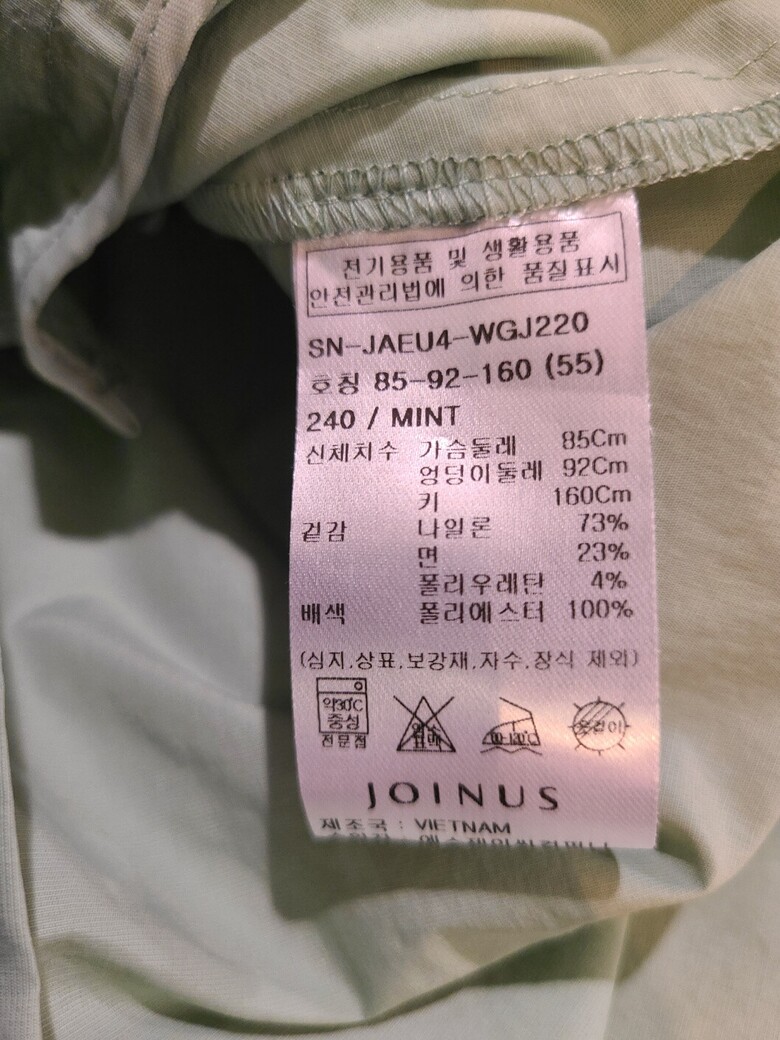 전기용품 및 생활용품
안전관리법에 의한 품질표시
SN-JAEU4-WGJ220
호칭 85-92-160 (55)
240 / MINT
신체치수 가슴둘레 85Cm
엉덩이둘레 92Cm
키 160Cm
겉감 나일론 73%
면 23%
폴리우레탄 4%
배색 폴리에스터 100%
(심지,상표,보강재,자수,장식 제외)
약30℃
중성
전문점
옷걸이
JOINUS
제조국 : VIETNAM